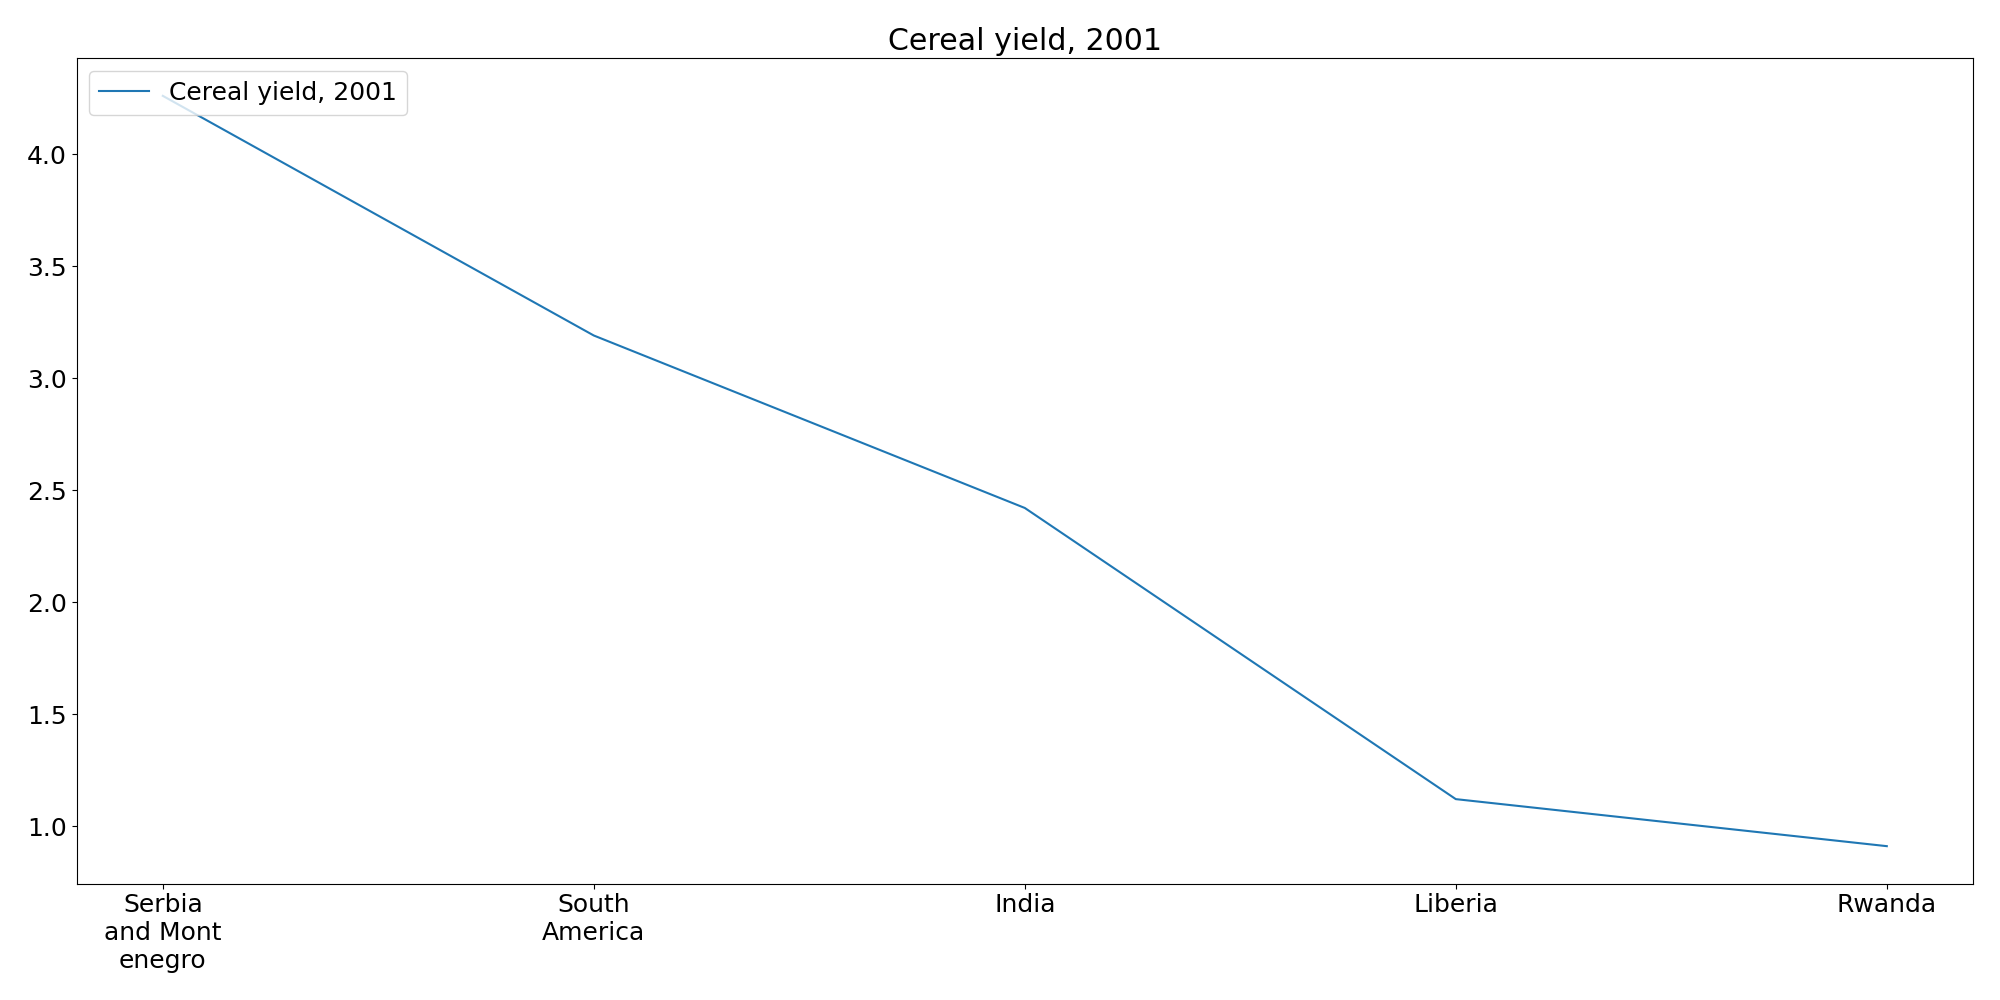 Cereal yield, 2001
Cereal yield, 2001
4.0
3.5
3.0
2.5
2.0
1.5
1.0
Serbia
and Mont
enegro
South
America
India
Liberia
Rwanda